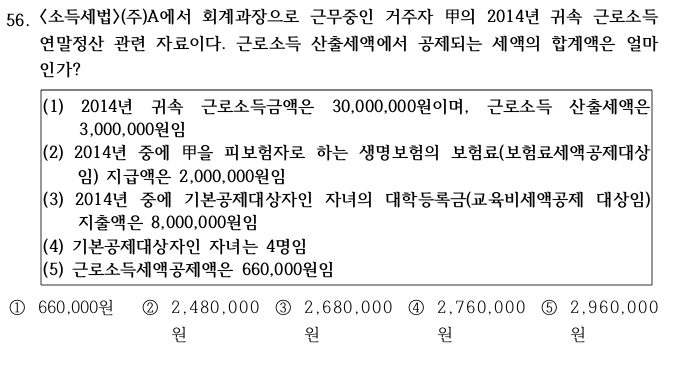 56. 〈소득세법〉(주)A에서 회계과장으로 근무중인 거주자 甲의 2014년 귀속 근로소득
연말정산 관련 자료이다. 근로소득 산출세액에서 공제되는 세액의 합계액은 얼마
인가?
(1) 2014년 귀속 근로소득금액은 30,000,000원이며, 근로소득 산출세액은
3,000,000원임
(2) 2014년 중에 甲을 피보험자로 하는 생명보험의 보험료(보험료세액공제대상
임) 지급액은 2,000,000원임
(3) 2014년 중에 기본공제대상자인 자녀의 대학등록금(교육비세액공제 대상임)
지출액은 8,000,000원임
(4) 기본공제대상자인 자녀는 4명임
(5) 근로소득세액공제액은 660,000원임
① 660,000원 ② 2,480,000 ③ 2,680,000 ④ 2,760,000 ⑤ 2,960,000
원 원 원 원